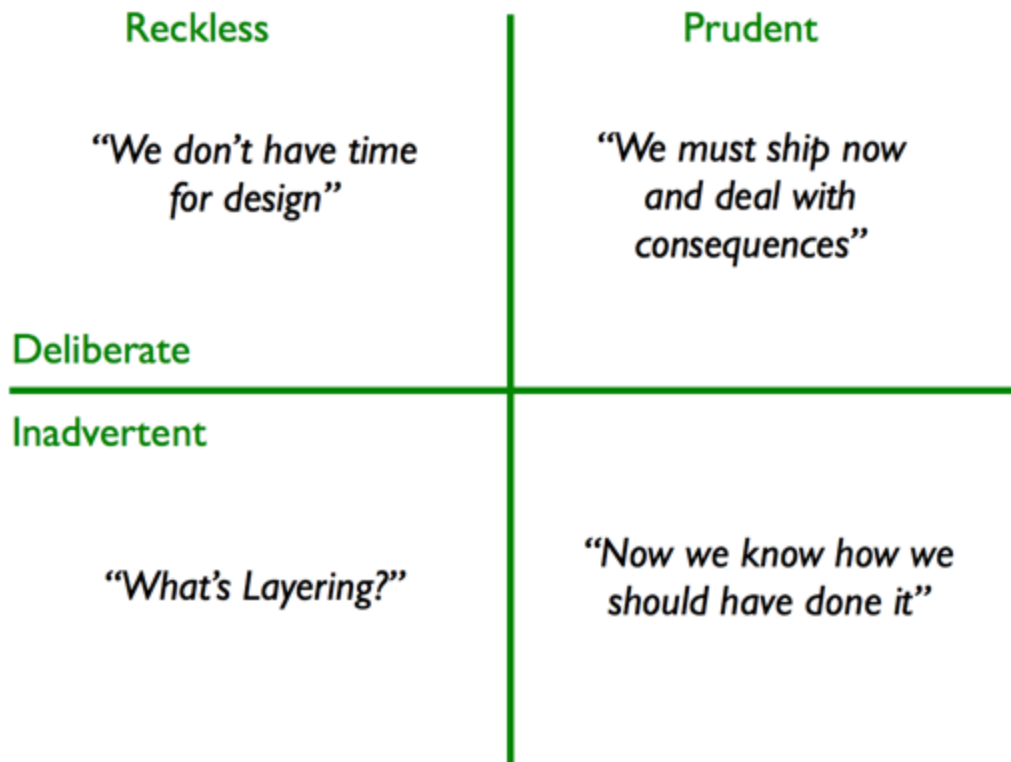 Reckless
Prudent
“We don’t have time
for design”
“We must ship now
and deal with
consequences”
Deliberate
Inadvertent
“What’s Layering?”
“Now we know how we
should have done it”